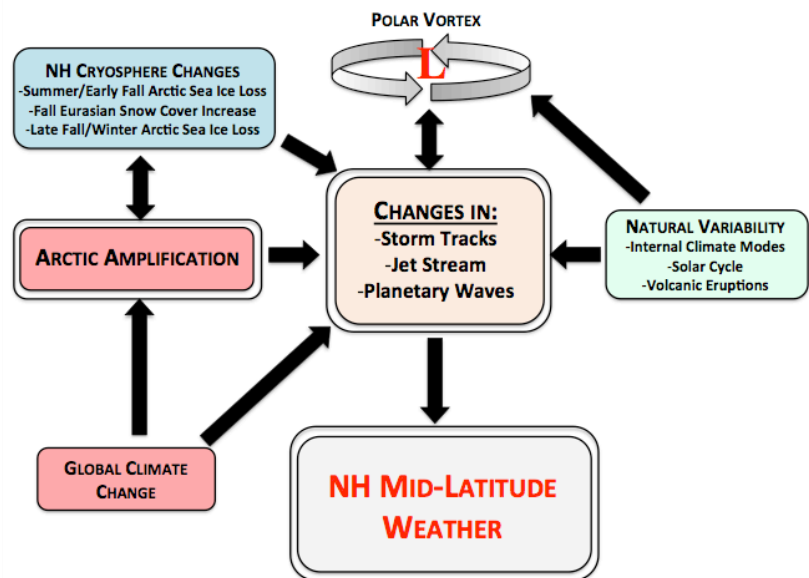 POLAR VORTEX
L
NH CRYOSPHERE CHANGES
-Summer/Early Fall Arctic Sea Ice Loss
-Fall Eurasian Snow Cover Increase
-Late Fall/Winter Arctic Sea Ice Loss
CHANGES IN:
-Storm Tracks
-Jet Stream
-Planetary Waves
NATURAL VARIABILITY
-Internal Climate Modes
-Solar Cycle
-Volcanic Eruptions
ARCTIC AMPLIFICATION
GLOBAL CLIMATE
CHANGE
NH MID-LATITUDE
WEATHER